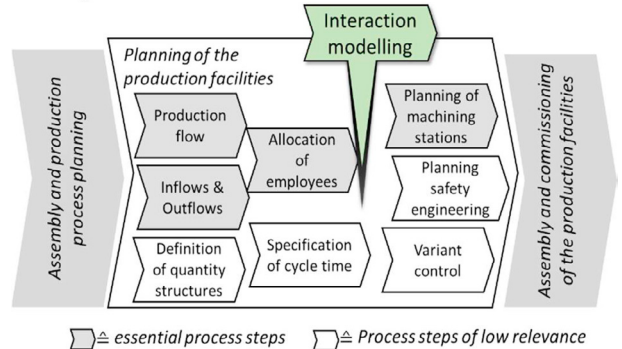 Interaction
modelling
Planning of the
production facilities
Assembly and production
process planning
Production
flow
Allocation
of
employees
Inflows &
Outflows
Definition
of quantity
structures
Specification
of cycle time
Planning of
machining
stations
Planning
safety
engineering
Variant
control
Assembly and commissioning
of the production facilities
≙ essential process steps
≙ Process steps of low relevance